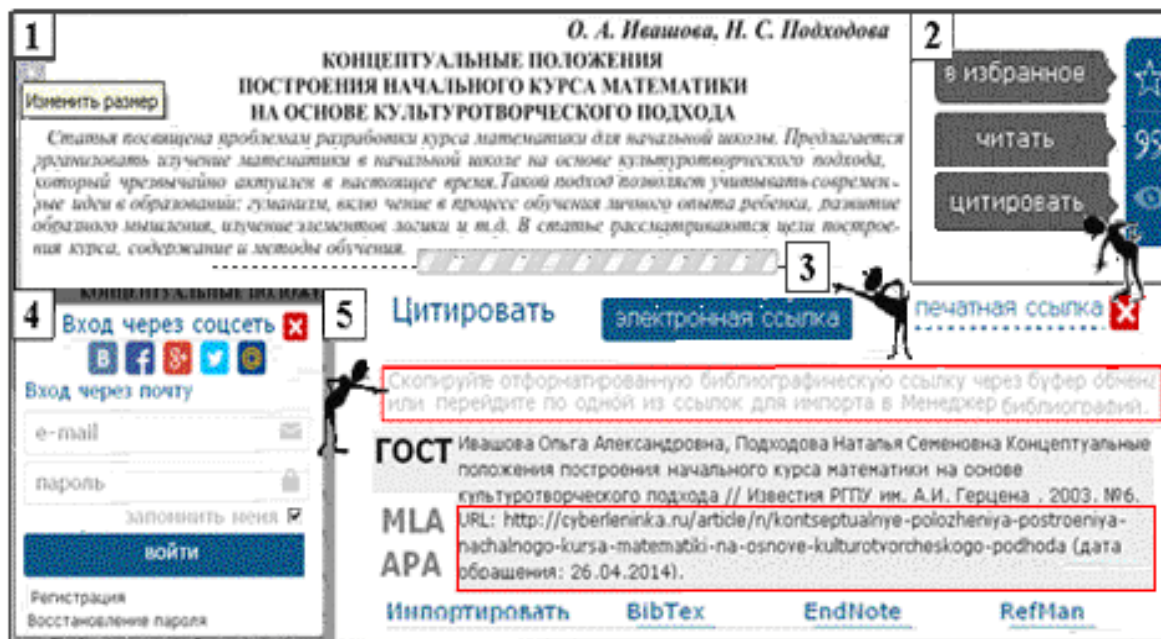 1
О. А. Ивашова, Н. С. Подходова
КОНЦЕПТУАЛЬНЫЕ ПОЛОЖЕНИЯ
ПОСТРОЕНИЯ НАЧАЛЬНОГО КУРСА МАТЕМАТИКИ
НА ОСНОВЕ КУЛЬТУРОТВОРЧЕСКОГО ПОДХОДА
Изменить размер
Статья посвящена проблемам разработки курса математики для начальной школы. Предлагается
организовать изучение математики в начальной школе на основе культуротворческого подхода,
который чрезвычайно актуален в настоящее время. Такой подход позволяет учитывать современ-
ные идеи в образовании: гуманизм, вклю чение в процесс обучения личного опыта ребенка, развитие
образного мышления, изучение элементов логики и т.д. В статье рассматриваются цели построе-
ния курса, содержание и методы обучения.
2
в избранное
читать
99
цитировать
3
4
Вход через соцсеть
Вход через почту
e-mail
пароль
запомнить меня
войти
Регистрация
Восстановление пароля
5
Цитировать
электронная ссылка
печатная ссылка
Скопируйте отформатированную библиографическую ссылку через буфер обмена
или перейдите по одной из ссылок для импорта в Менеджер библиографий.
ГОСТ
MLA
APA
Ивашова Ольга Александровна, Подходова Наталья Семеновна Концептуальные
положения построения начального курса математики на основе
культуротворческого подхода // Известия РГПУ им. А.И. Герцена . 2003. №6.
URL: http://cyberleninka.ru/article/n/kontseptualnye-polozheniya-postroeniya-
nachalnogo-kursa-matematiki-na-osnove-kulturotvorcheskogo-podhoda (дата
обращения: 26.04.2014).
Импортировать BibTex EndNote RefMan